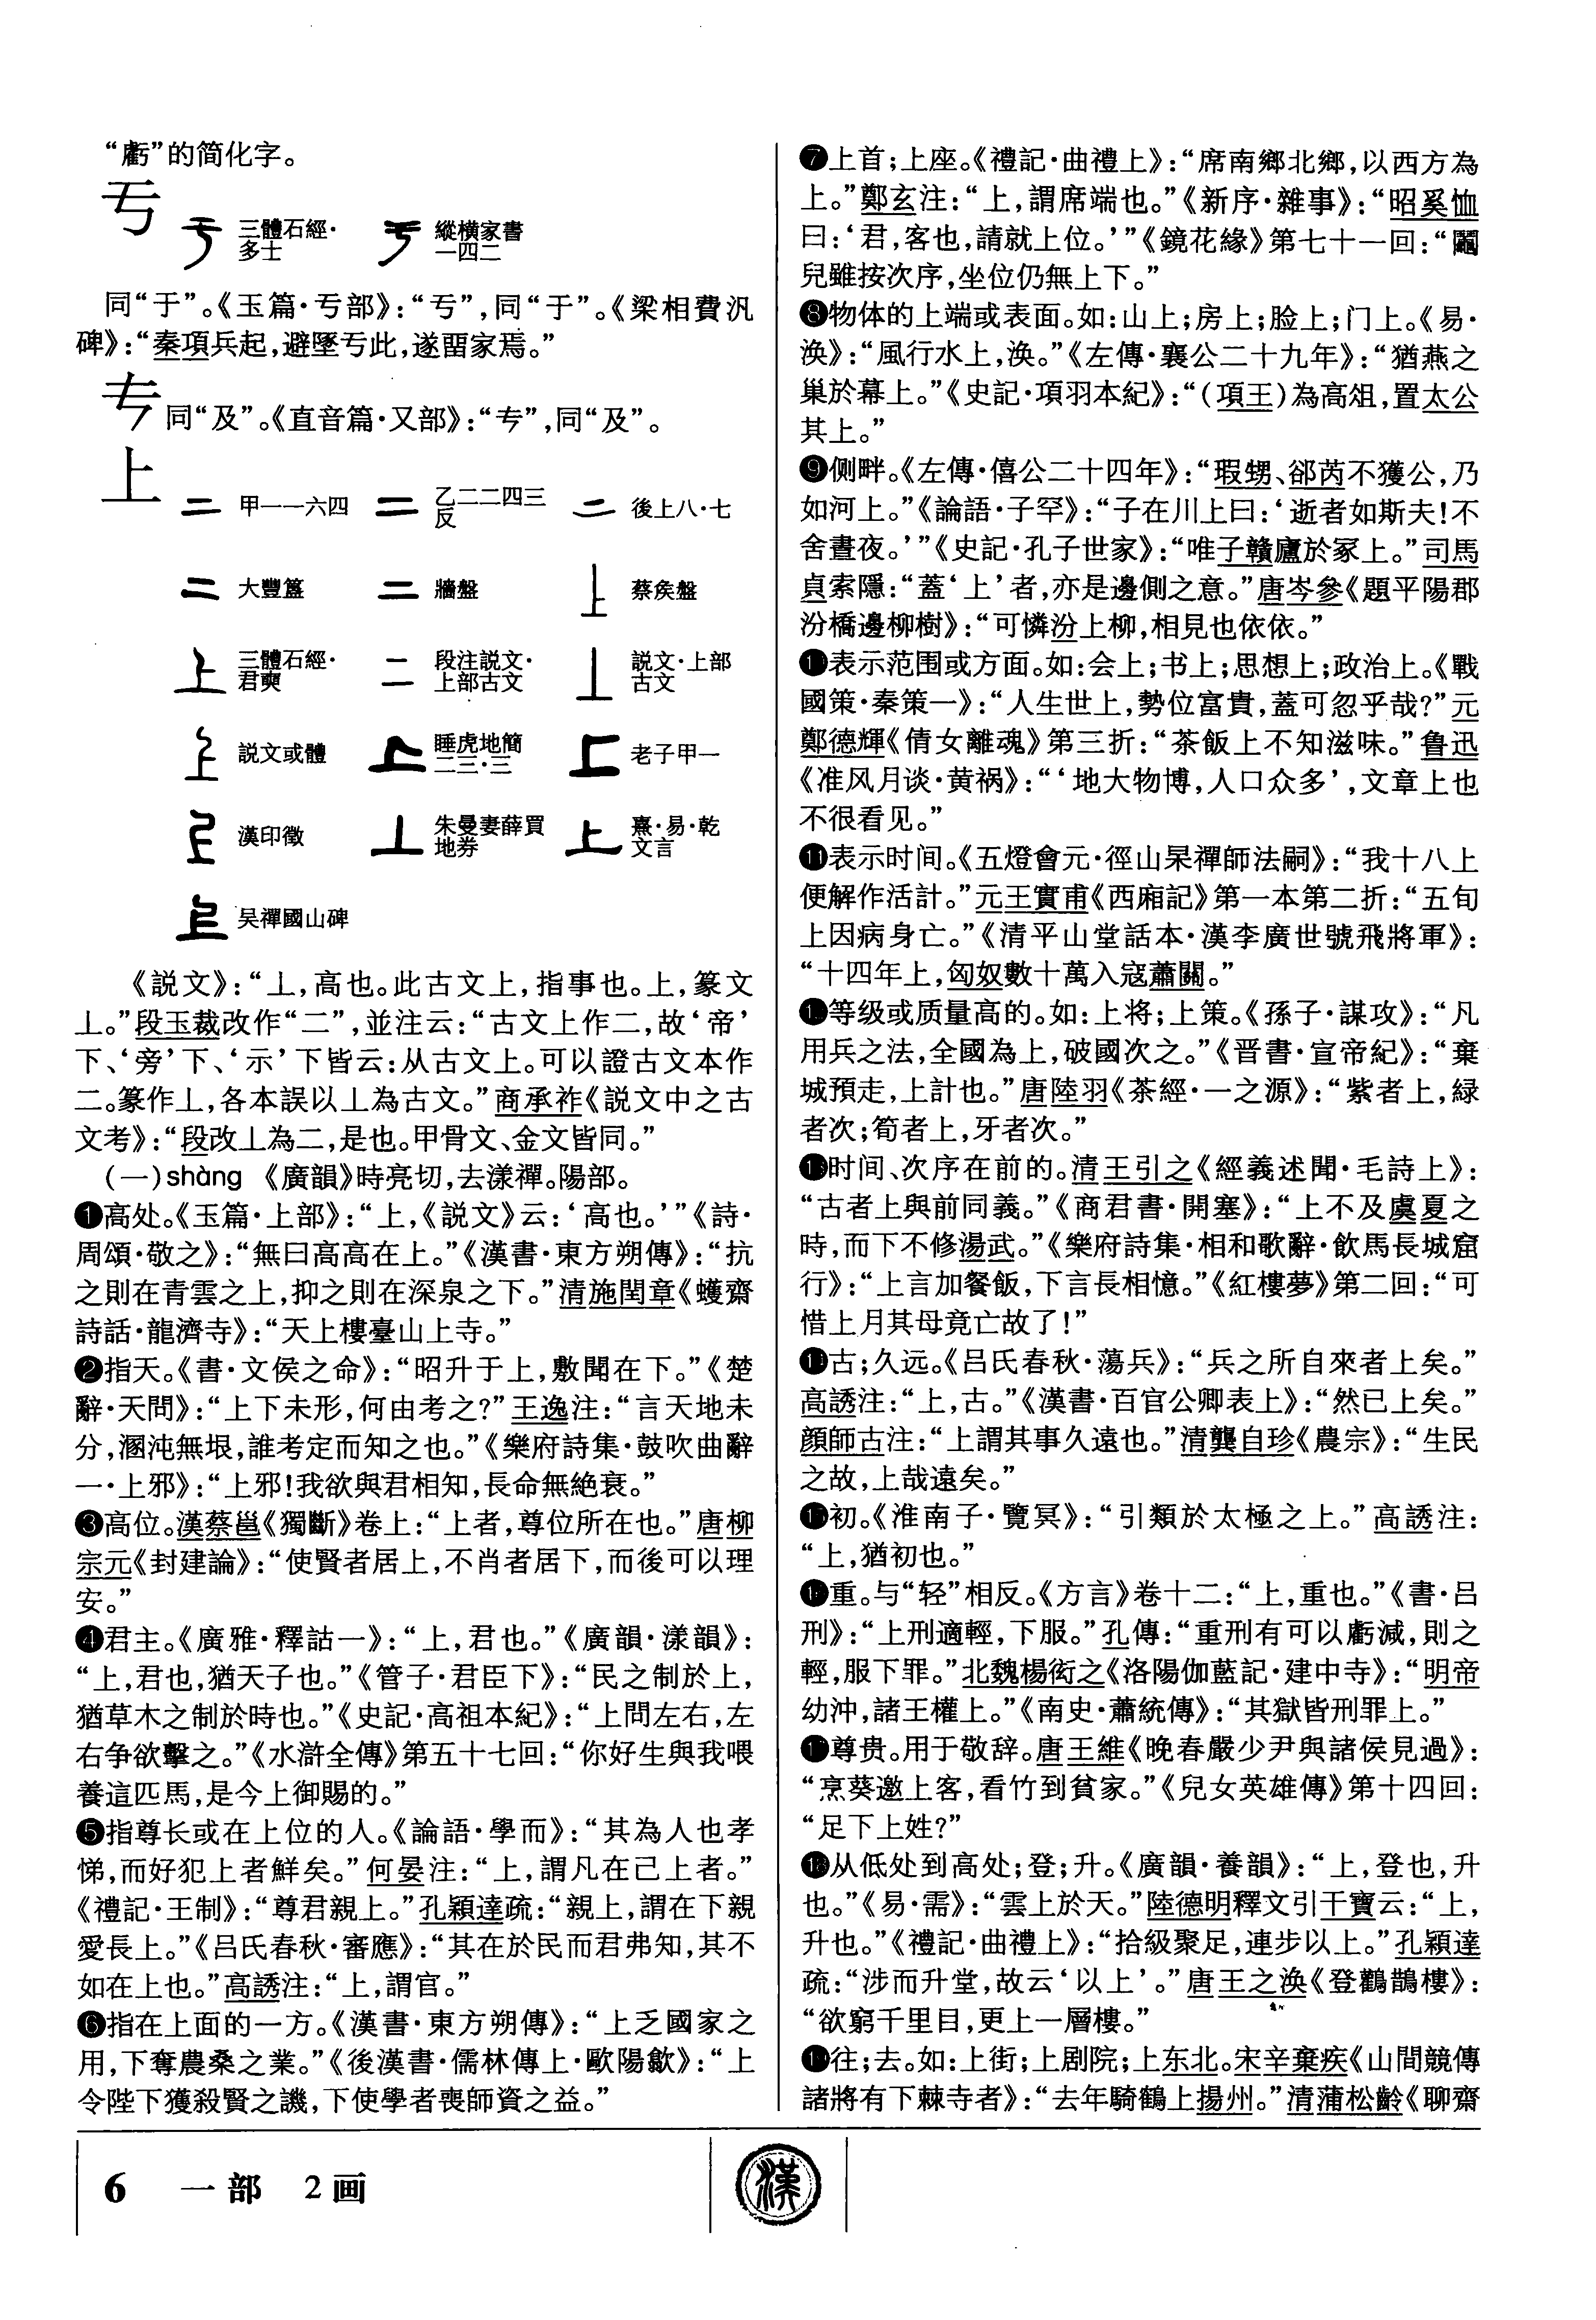 “虧”的简化字。
亐
三體石經·
多士
縱横家書
一四二
同“于”。《玉篇·亏部》：“亐”，同“于”。《梁相費汎
碑》：“秦項兵起，避墜亐此，遂畱家焉。”
同“及”。《直音篇·又部》：“”，同“及”。
上
甲一一六四
乙二二四三
反
後上八·七
大豐簋
牆盤
蔡矦盤
三體石經·
君奭
段注説文·
上部古文
説文·上部
古文
説文或體
睡虎地簡
二三·三
老子甲一
漢印徵
朱曼妻薛買
地券
熹·易·乾
文言
吴禪國山碑
《説文》：“丄，高也。此古文上，指事也。上，篆文
丄。”段玉裁改作“二”，並注云：“古文上作二，故‘帝’
下、‘旁’下、‘示’下皆云：从古文上。可以證古文本作
二。篆作丄，各本誤以丄為古文。”商承祚《説文中之古
文考》：“段改丄為二，是也。甲骨文、金文皆同。”
（一）shàng 《廣韻》時亮切，去漾禪。陽部。
❶高处。《玉篇·上部》：“上，《説文》云：‘高也。’”《詩·
周頌·敬之》：“無曰高高在上。”《漢書·東方朔傳》：“抗
之則在青雲之上，抑之則在深泉之下。”清施閏章《蠖齋
詩話·龍濟寺》：“天上樓臺山上寺。”
❷指天。《書·文侯之命》：“昭升于上，敷聞在下。”《楚
辭·天問》：“上下未形，何由考之？”王逸注：“言天地未
分，溷沌無垠，誰考定而知之也。”《樂府詩集·鼓吹曲辭
一·上邪》：“上邪！我欲與君相知，長命無絶衰。”
❸高位。漢蔡邕《獨斷》卷上：“上者，尊位所在也。”唐柳
宗元《封建論》：“使賢者居上，不肖者居下，而後可以理
安。”
❹君主。《廣雅·釋詁一》：“上，君也。”《廣韻·漾韻》：
“上，君也，猶天子也。”《管子·君臣下》：“民之制於上，
猶草木之制於時也。”《史記·高祖本紀》：“上問左右，左
右争欲擊之。”《水滸全傳》第五十七回：“你好生與我喂
養這匹馬，是今上御賜的。”
❺指尊长或在上位的人。《論語·學而》：“其為人也孝
悌，而好犯上者鮮矣。”何晏注：“上，謂凡在己上者。”
《禮記·王制》：“尊君親上。”孔穎達疏：“親上，謂在下親
愛長上。”《吕氏春秋·審應》：“其在於民而君弗知，其不
如在上也。”高誘注：“上，謂官。”
❻指在上面的一方。《漢書·東方朔傳》：“上乏國家之
用，下奪農桑之業。”《後漢書·儒林傳上·歐陽歙》：“上
令陛下獲殺賢之譏，下使學者喪師資之益。”
❼上首；上座。《禮記·曲禮上》：“席南鄉北鄉，以西方為
上。”鄭玄注：“上，謂席端也。”《新序·雜事》：“昭奚恤
曰：‘君，客也，請就上位。’”《鏡花緣》第七十一回：“鬮
兒雖按次序，坐位仍無上下。”
❽物体的上端或表面。如：山上；房上；脸上；门上。《易·
涣》：“風行水上，涣。”《左傳·襄公二十九年》：“猶燕之
巢於幕上。”《史記·項羽本紀》：“（項王）為高俎，置太公
其上。”
❾侧畔。《左傳·僖公二十四年》：“瑕甥、郤芮不獲公，乃
如河上。”《論語·子罕》：“子在川上曰：‘逝者如斯夫！不
舍晝夜。’”《史記·孔子世家》：“唯子贛廬於冢上。”司馬
貞索隱：“蓋‘上’者，亦是邊側之意。”唐岑參《題平陽郡
汾橋邊柳樹》：“可憐汾上柳，相見也依依。”
❿表示范围或方面。如：会上；书上；思想上；政治上。《戰
國策·秦策一》：“人生世上，勢位富貴，蓋可忽乎哉？”元
鄭德輝《倩女離魂》第三折：“茶飯上不知滋味。”鲁迅
《准风月谈·黄祸》：“‘地大物博，人口众多’，文章上也
不很看见。”
⓫表示时间。《五燈會元·徑山杲禪師法嗣》：“我十八上
便解作活計。”元王實甫《西廂記》第一本第二折：“五旬
上因病身亡。”《清平山堂話本·漢李廣世號飛將軍》：
“十四年上，匈奴數十萬入寇蕭關。”
⓬等级或质量高的。如：上将；上策。《孫子·謀攻》：“凡
用兵之法，全國為上，破國次之。”《晋書·宣帝紀》：“棄
城預走，上計也。”唐陸羽《茶經·一之源》：“紫者上，緑
者次；筍者上，牙者次。”
⓭时间、次序在前的。清王引之《經義述聞·毛詩上》：
“古者上與前同義。”《商君書·開塞》：“上不及虞夏之
時，而下不修湯武。”《樂府詩集·相和歌辭·飲馬長城窟
行》：“上言加餐飯，下言長相憶。”《紅樓夢》第二回：“可
惜上月其母竟亡故了！”
⓮古；久远。《吕氏春秋·蕩兵》：“兵之所自來者上矣。”
高誘注：“上，古。”《漢書·百官公卿表上》：“然已上矣。”
顔師古注：“上謂其事久遠也。”清龔自珍《農宗》：“生民
之故，上哉遠矣。”
⓯初。《淮南子·覽冥》：“引類於太極之上。”高誘注：
“上，猶初也。”
⓰重。与“轻”相反。《方言》卷十二：“上，重也。”《書·吕
刑》：“上刑適輕，下服。”孔傳：“重刑有可以虧減，則之
輕，服下罪。”北魏楊衒之《洛陽伽藍記·建中寺》：“明帝
幼沖，諸王權上。”《南史·蕭統傳》：“其獄皆刑罪上。”
⓱尊贵。用于敬辞。唐王維《晚春嚴少尹與諸侯見過》：
“烹葵邀上客，看竹到貧家。”《兒女英雄傳》第十四回：
“足下上姓？”
⓲从低处到高处；登；升。《廣韻·養韻》：“上，登也，升
也。”《易·需》：“雲上於天。”陸德明釋文引干寶云：“上，
升也。”《禮記·曲禮上》：“拾級聚足，連步以上。”孔穎達
疏：“涉而升堂，故云‘以上’。”唐王之涣《登鸛鵲樓》：
“欲窮千里目，更上一層樓。”
⓳往；去。如：上街；上剧院；上东北。宋辛棄疾《山間競傳
諸將有下棘寺者》：“去年騎鶴上揚州。”清蒲松齡《聊齋
6 一部 2画
漢